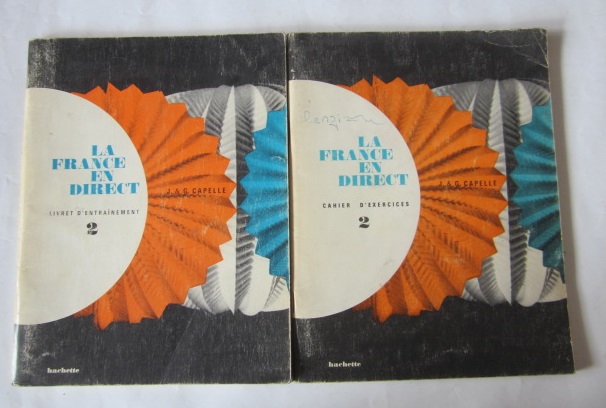 LA
FRANCE
EN
DIRECT
J. & G. CAPELLE
LIVRET D'ENTRAÎNEMENT
2
hachette
LA
FRANCE
EN
DIRECT
J. & G. CAPELLE
CAHIER D'EXERCICES
2
hachette